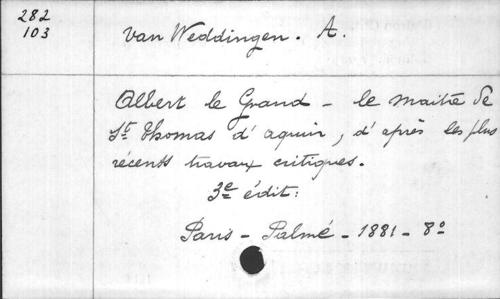 282
103
Van Weddingen. A.
Albert le Grand - le maître de
St. Thomas d'aquin, d'après les plus
récents travaux critiques.
3e édit:
Paris - Palmé - 1881 - 8o